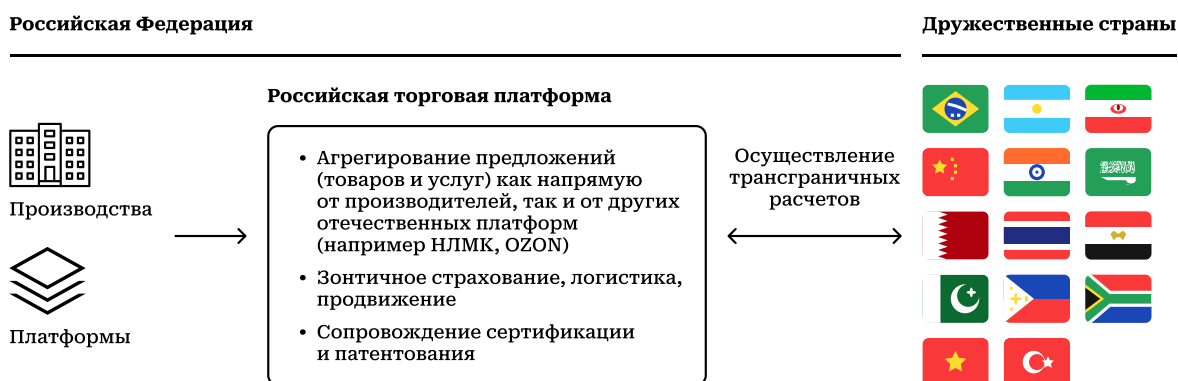 Российская Федерация
Дружественные страны
Российская торговая платформа
Производства
Платформы
• Агрегирование предложений
(товаров и услуг) как напрямую
от производителей, так и от других
отечественных платформ
(например НЛМК, OZON)
• Зонтичное страхование, логистика,
продвижение
• Сопровождение сертификации
и патентования
Осуществление
трансграничных
расчетов